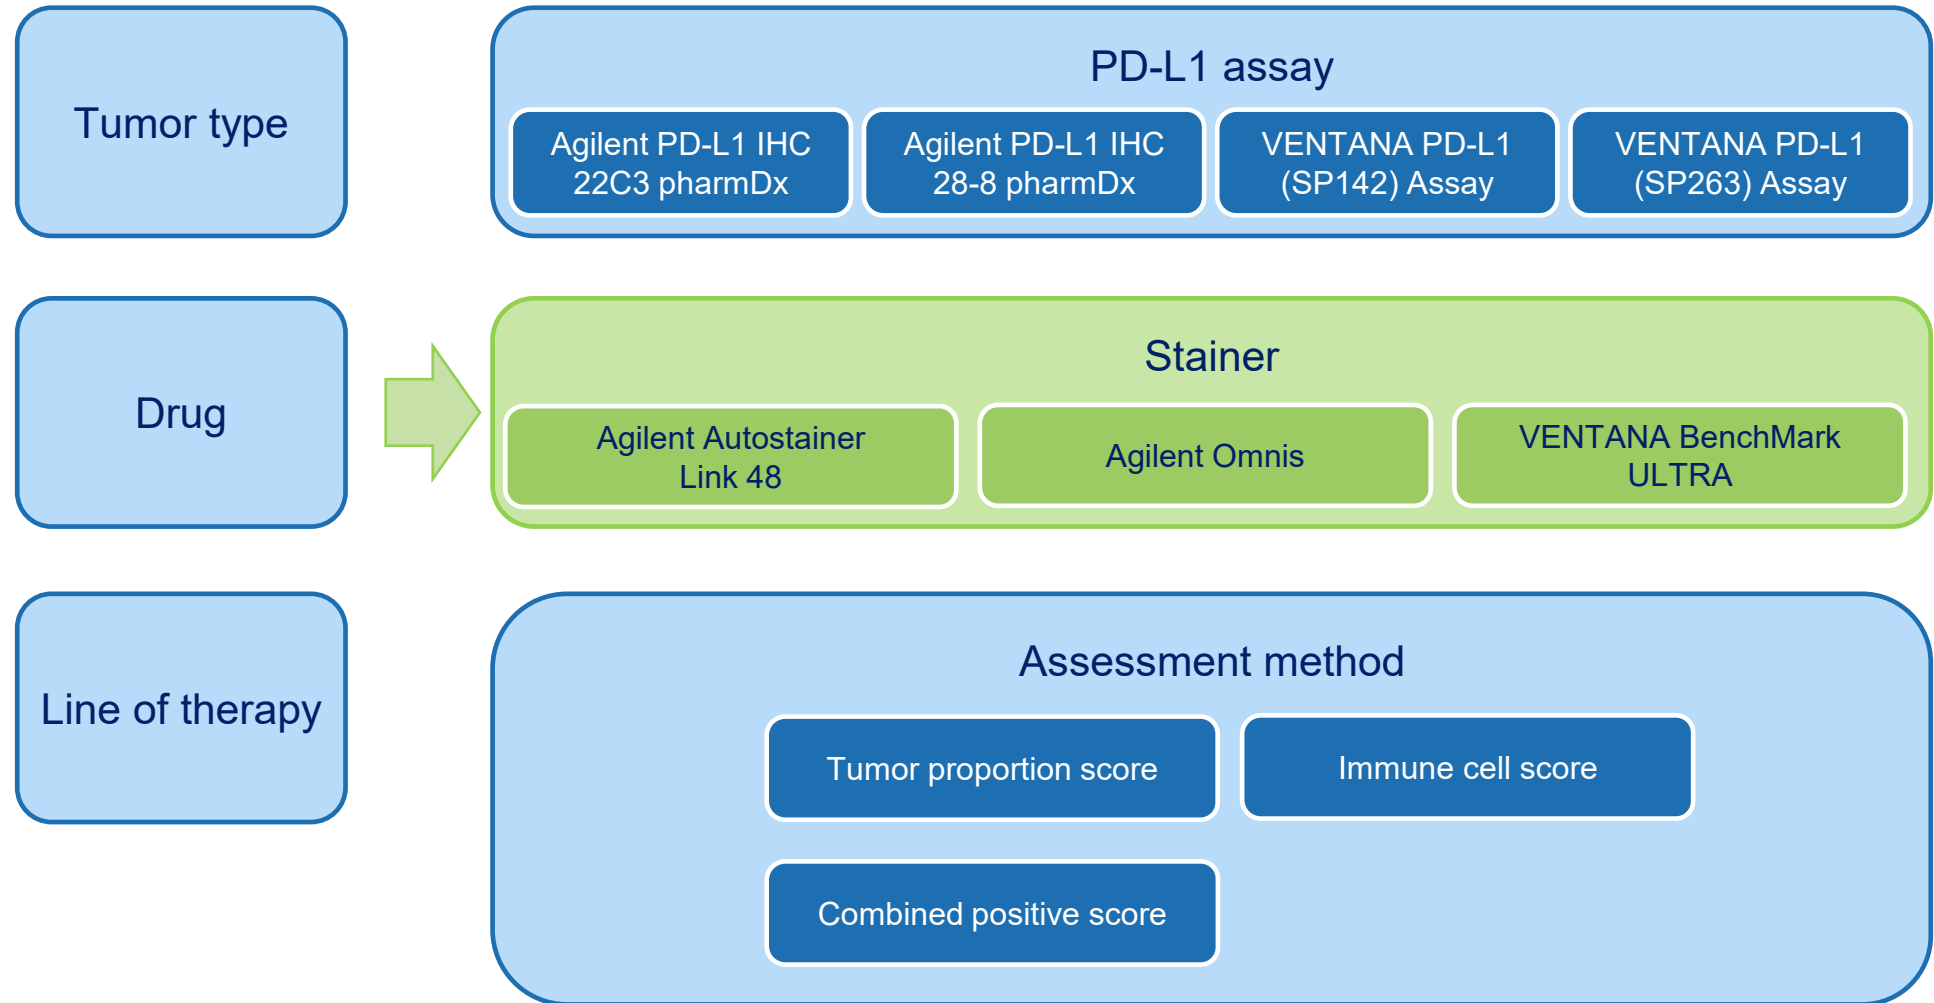 Tumor type
PD-L1 assay
Agilent PD-L1 IHC
22C3 pharmDx
Agilent PD-L1 IHC
28-8 pharmDx
VENTANA PD-L1
(SP142) Assay
VENTANA PD-L1
(SP263) Assay
Drug
Stainer
Agilent Autostainer
Link 48
Agilent Omnis
VENTANA BenchMark
ULTRA
Line of therapy
Assessment method
Tumor proportion score
Immune cell score
Combined positive score